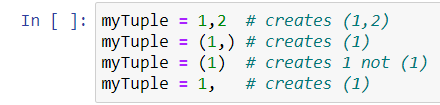 In [ ]: myTuple = 1,2  # creates (1,2)
myTuple = (1,) # creates (1)
myTuple = (1)  # creates 1 not (1)
myTuple = 1,   # creates (1)